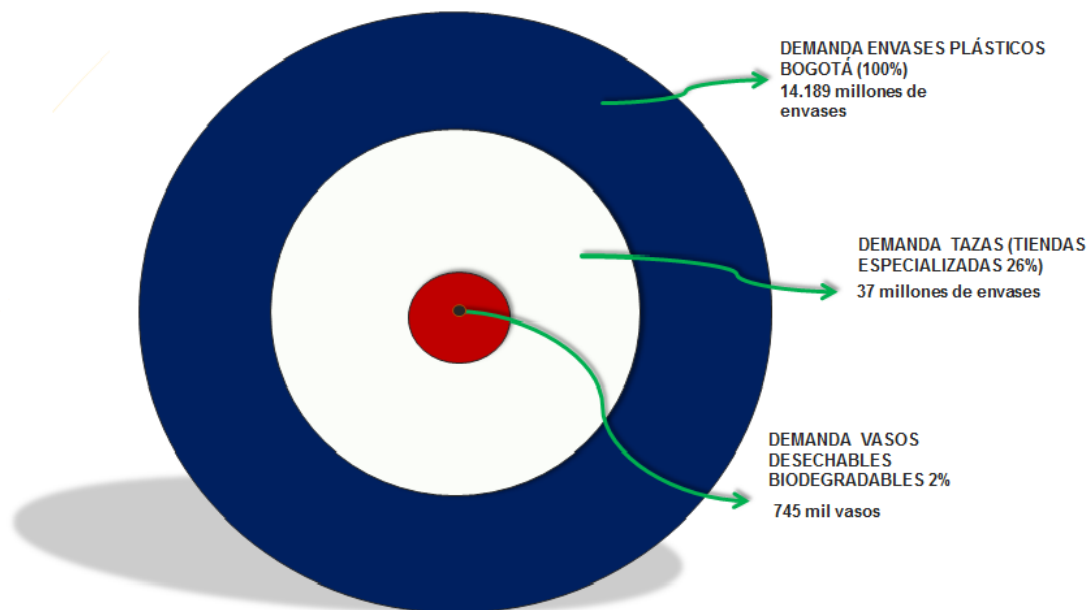 DEMANDA ENVASES PLÁSTICOS
BOGOTÁ (100%)
14.189 millones de
envases
DEMANDA TAZAS (TIENDAS
ESPECIALIZADAS 26%)
37 millones de envases
DEMANDA VASOS
DESECHABLES
BIODEGRADABLES 2%
745 mil vasos